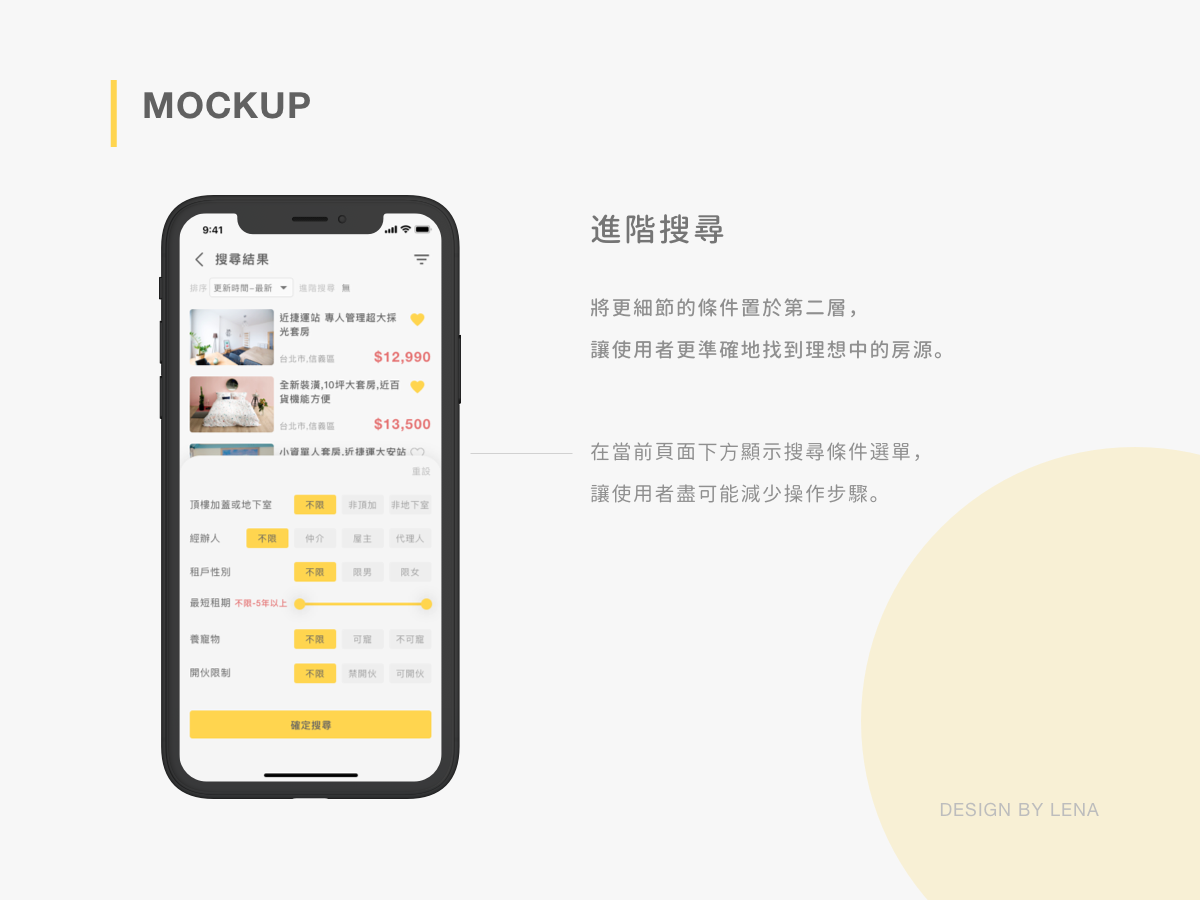 MOCKUP
9:41
搜尋結果
排序 更新時間-最新 進階搜尋 無
近捷運站 專人管理超大採
光套房
台北市,信義區 $12,990
全新裝潢,10坪大套房,近百
貨機能方便
台北市,信義區 $13,500
小資單人套房,近捷運大安站
重設
頂樓加蓋或地下室 不限 非頂加 非地下室
經辦人 不限 仲介 屋主 代理人
租戶性別 不限 限男 限女
最短租期 不限-5年以上
養寵物 不限 可寵 不可寵
開伙限制 不限 禁開伙 可開伙
確定搜尋
進階搜尋
將更細節的條件置於第二層，
讓使用者更準確地找到理想中的房源。
在當前頁面下方顯示搜尋條件選單，
讓使用者盡可能減少操作步驟。
DESIGN BY LENA